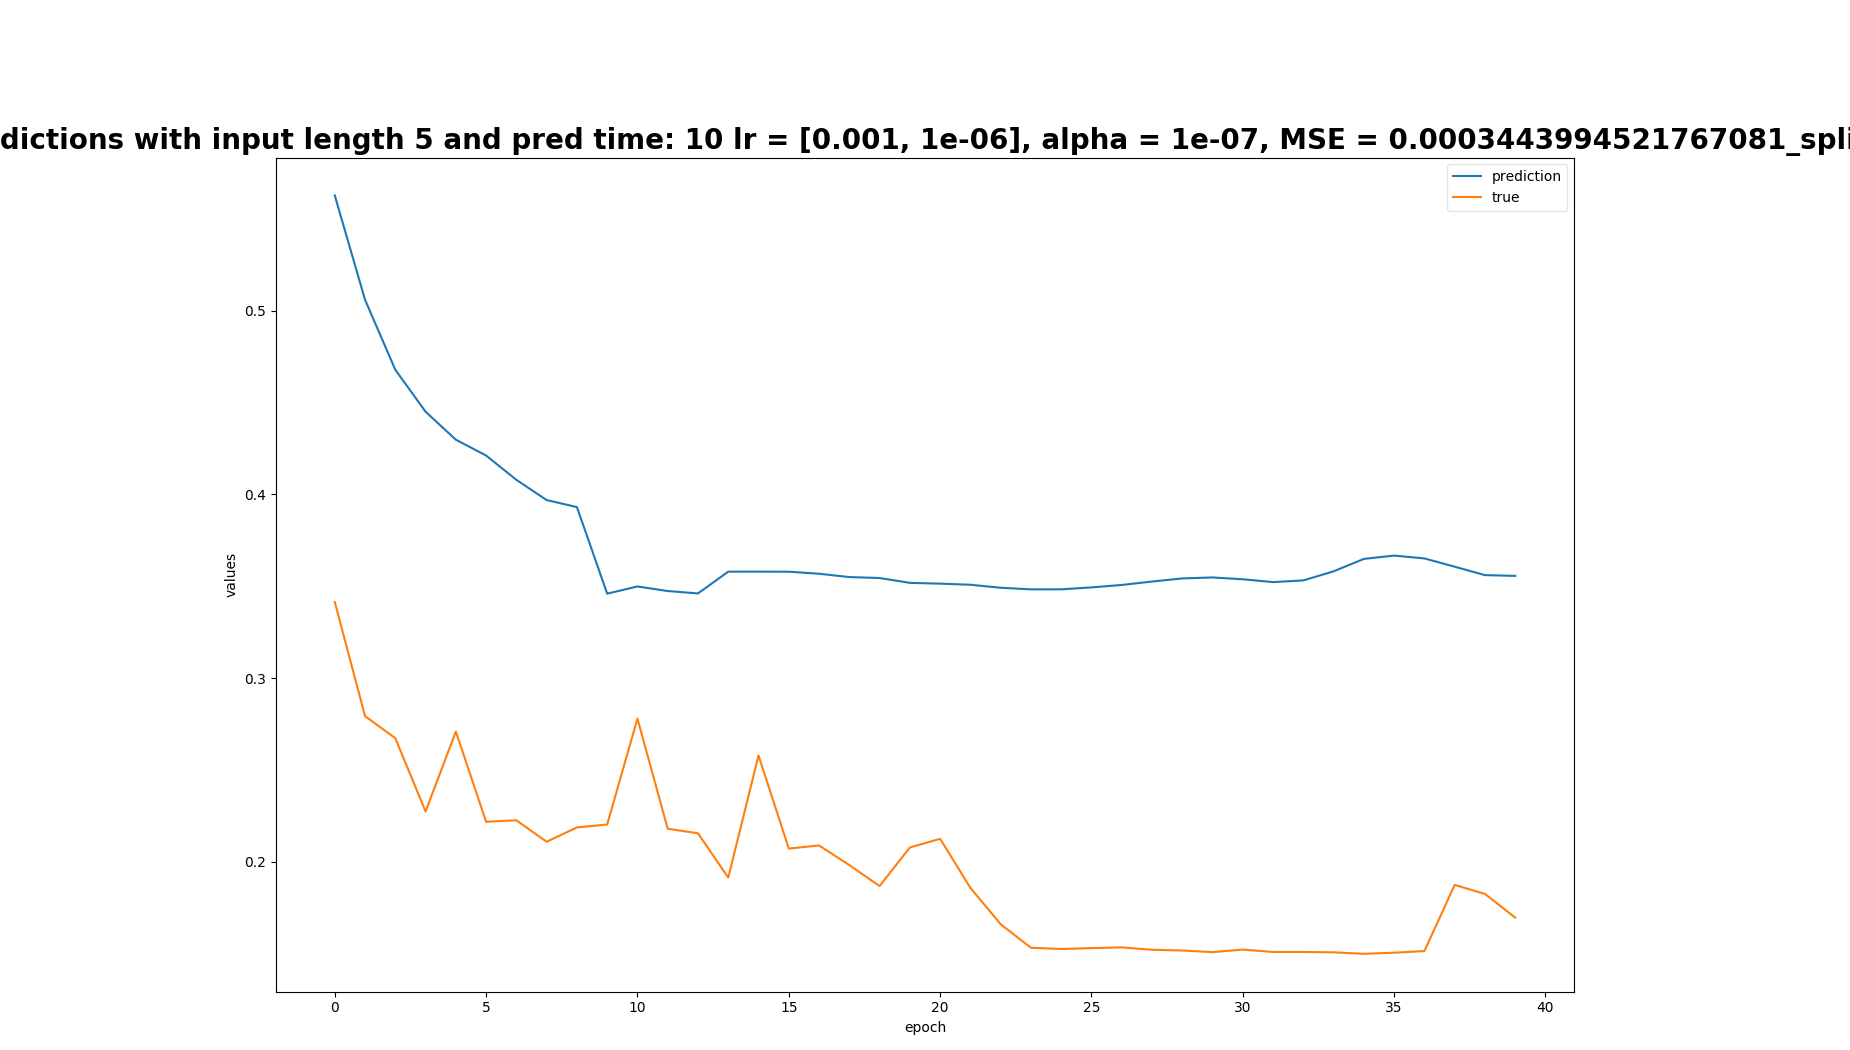 dictions with input length 5 and pred time: 10 lr = [0.001, 1e-06], alpha = 1e-07, MSE = 0.0003443994521767081_spli
prediction
true
0.5
0.4
0.3
0.2
values
0 5 10 15 20 25 30 35 40
epoch